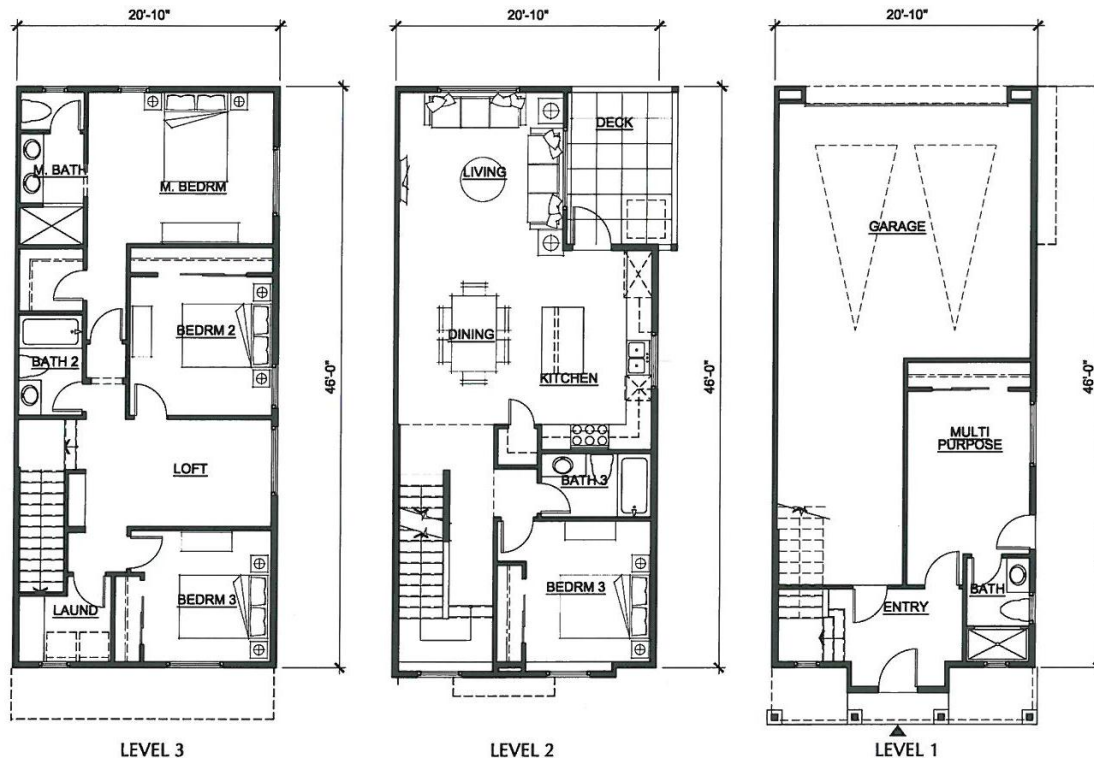 20'-10"
M. BATH
M. BEDRM
BEDRM 2
BATH 2
LOFT
LAUND
BEDRM 3
46'-0"
LEVEL 3
20'-10"
LIVING
DECK
DINING
KITCHEN
BATH 3
BEDRM 3
46'-0"
LEVEL 2
20'-10"
GARAGE
MULTI
PURPOSE
BATH
ENTRY
46'-0"
LEVEL 1